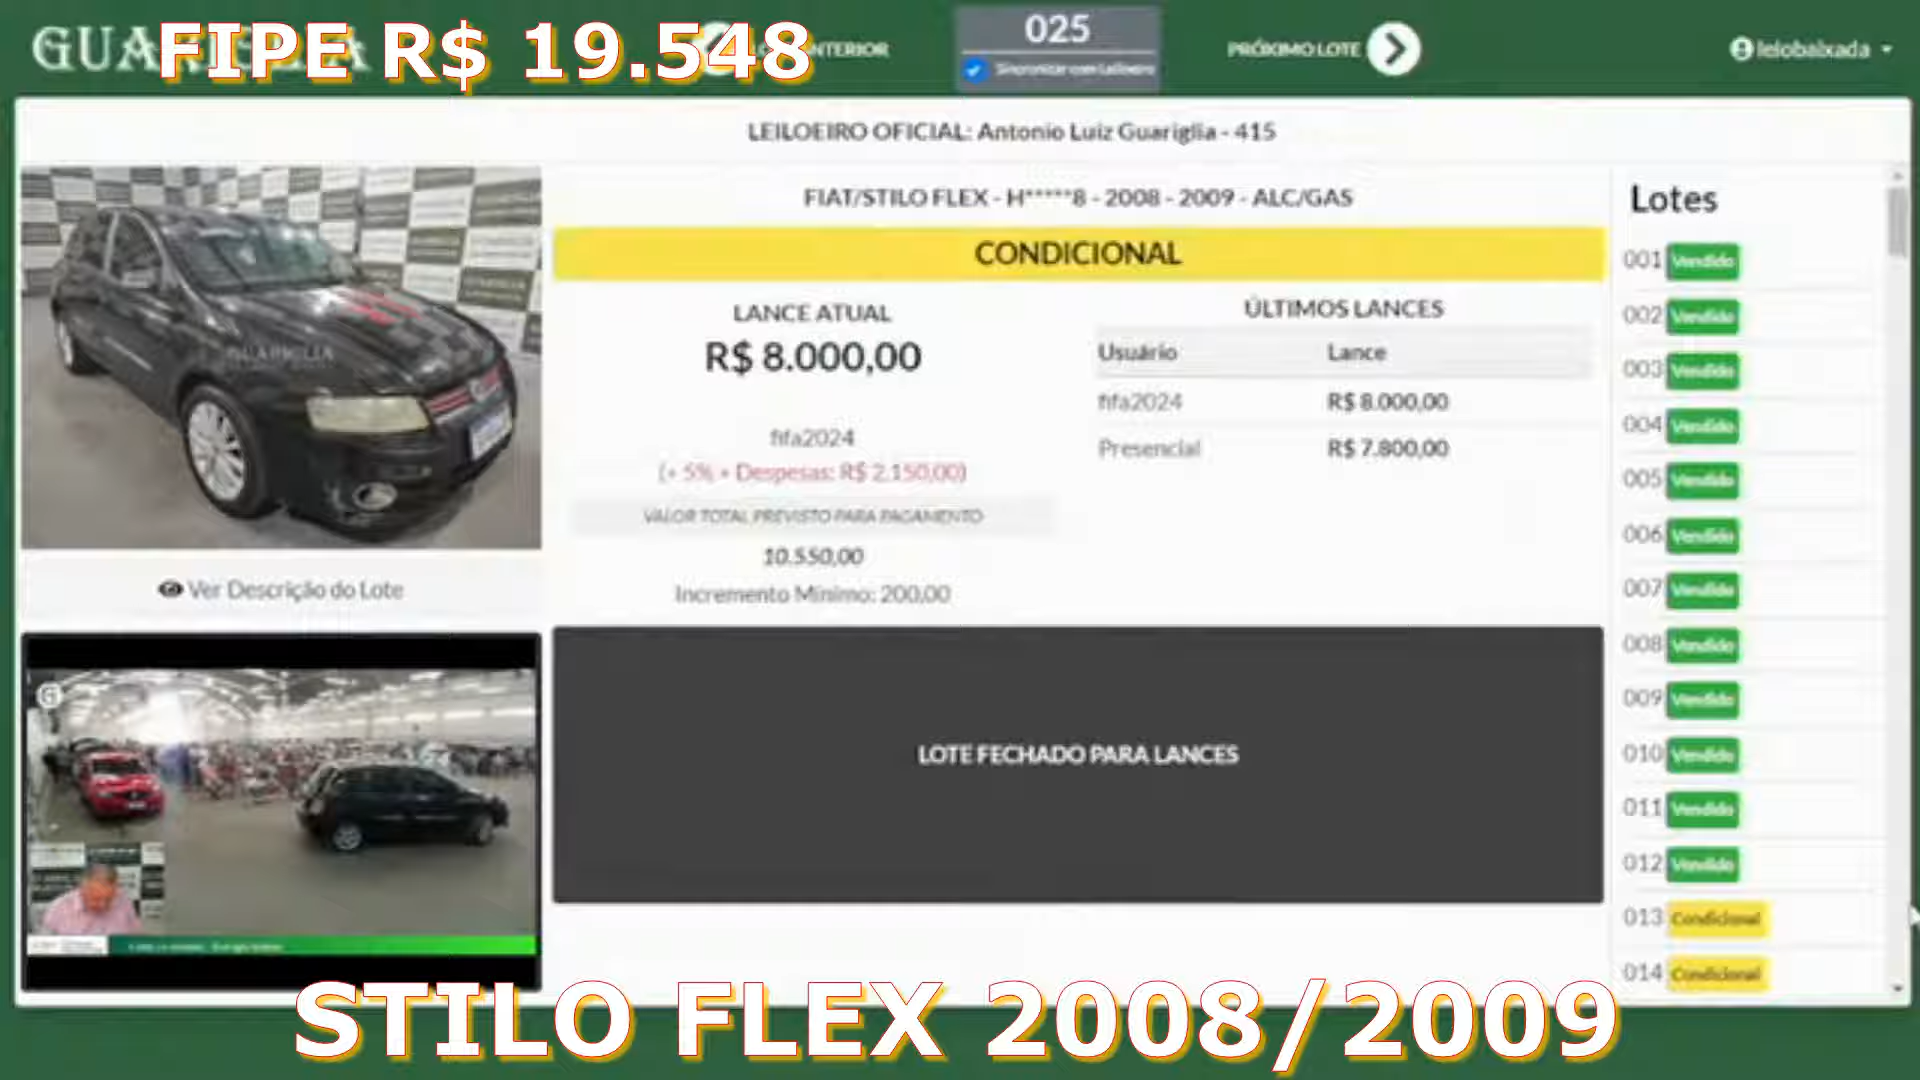 FIPE R$ 19.548
025
Sincronizar com Leiloeiro
PRÓXIMO LOTE
leilobaixada
LEILOEIRO OFICIAL: Antonio Luiz Guariglia - 415
FIAT/STILO FLEX - H*****8 - 2008 - 2009 - ALC/GAS
CONDICIONAL
LANCE ATUAL
R$ 8.000,00
fifa2024
(+ 5% + Despesas: R$ 2.150,00)
VALOR TOTAL PREVISTO PARA PAGAMENTO
10.550,00
Incremento Mínimo: 200,00
ÚLTIMOS LANCES
Usuário Lance
fifa2024 R$ 8.000,00
Presencial R$ 7.800,00
Ver Descrição do Lote
LOTE FECHADO PARA LANCES
Lotes
001 Vendido
002 Vendido
003 Vendido
004 Vendido
005 Vendido
006 Vendido
007 Vendido
008 Vendido
009 Vendido
010 Vendido
011 Vendido
012 Vendido
013 Condicional
014 Condicional
STILO FLEX 2008/2009